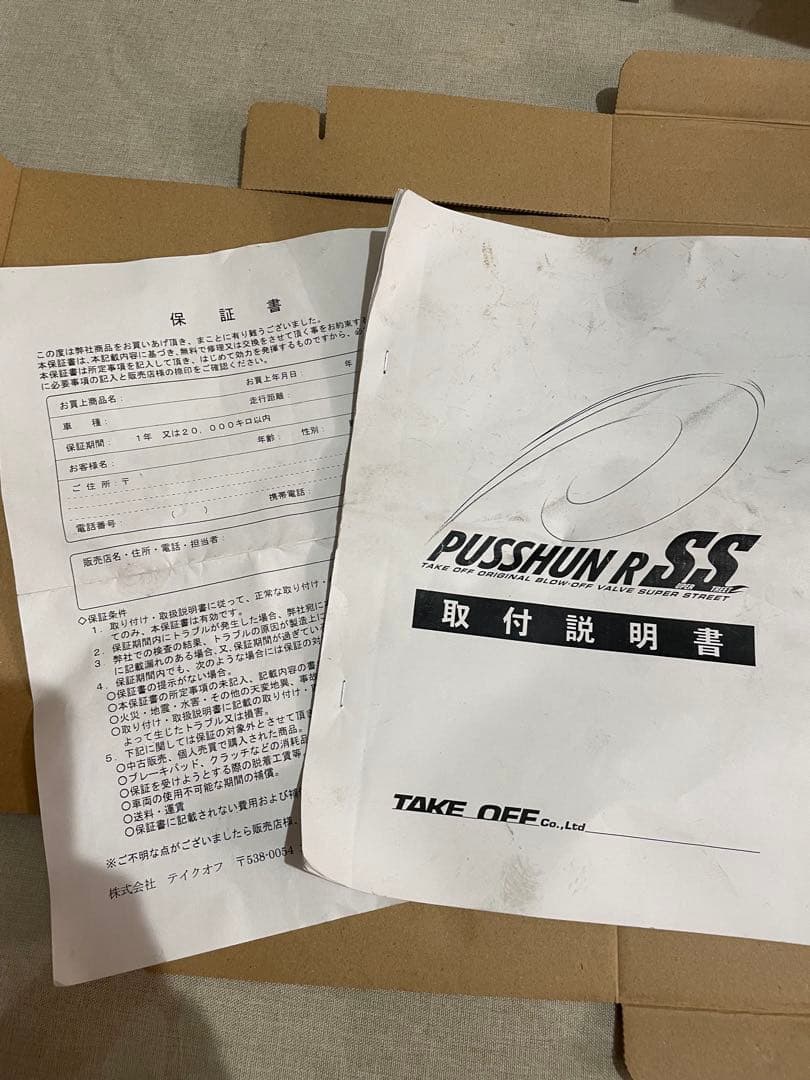 保証書
この度は弊社商品をお買いあげ頂き、まことに有り難うございました。
本保証書は、本記載内容に基づき、無料で修理又は交換をさせて頂く事をお約束す
本保証書は所定事項を記入して頂き、はじめて効力を発揮するものですから、必
に必要事項の記入と販売店様の捺印をご確認ください。
お買上商品名:
お買上年月日: 年
車 種:
走行距離:
保証期間: 1年 又は20,000キロ以内
お客様名:
年齢: 性別:
ご住所:〒
電話番号 ( )
携帯電話:
販売店名・住所・電話・担当者:
◇保証条件
1. 取り付け・取扱説明書に従って、正常な取り付け・
てのみ、本保証書は有効です。
2. 保証期間内にトラブルが発生した場合、弊社宛に
3. 弊社での検査の結果、トラブルの原因が製造上に
に記載漏れのある場合、又、保証期間が過ぎてい
4. 保証期間内でも、次のような場合には保証の対
○保証書の提示がない場合。
○本保証書の所定事項の未記入、記載内容の書
○火災・地震・水害・その他の天変地異、事故
○取り付け・取扱説明書に記載の取り付け・
よって生じたトラブル又は損害。
5. 下記に関しては保証の対象外とさせて頂き
○中古販売、個人売買で購入された商品。
○ブレーキパッド、クラッチなどの消耗品
○保証を受けようとする際の脱着工賃等
○車両の使用不可能な期間の補償。
○送料・運賃
○保証書に記載されない費用および補
※ご不明な点がございましたら販売店様、
株式会社 テイクオフ 〒538-0054
PUSSHUN R SS
SUPER STREET
TAKE OFF ORIGINAL BLOW-OFF VALVE SUPER STREET
取付説明書
TAKE OFF Co.,Ltd